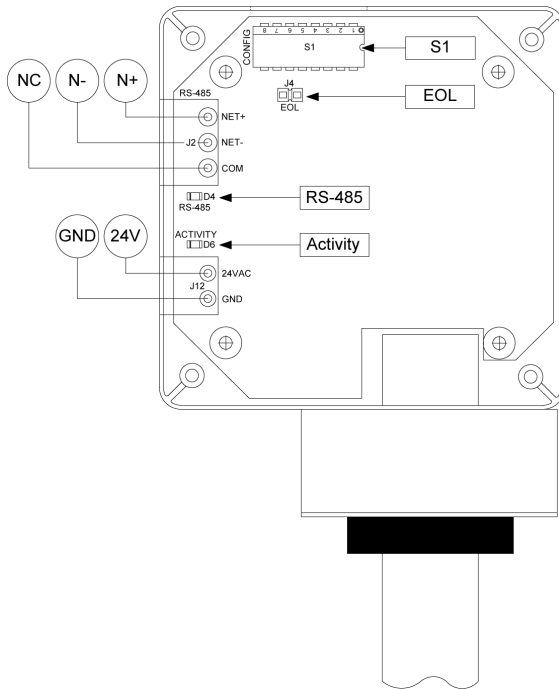 8 7 6 5 4 3 2 1
CONFIG
S1
S1
J4
EOL
EOL
NC
N-
N+
RS-485
NET+
J2
NET-
COM
D4
RS-485
RS-485
GND
24V
ACTIVITY
D6
Activity
24VAC
J12
GND